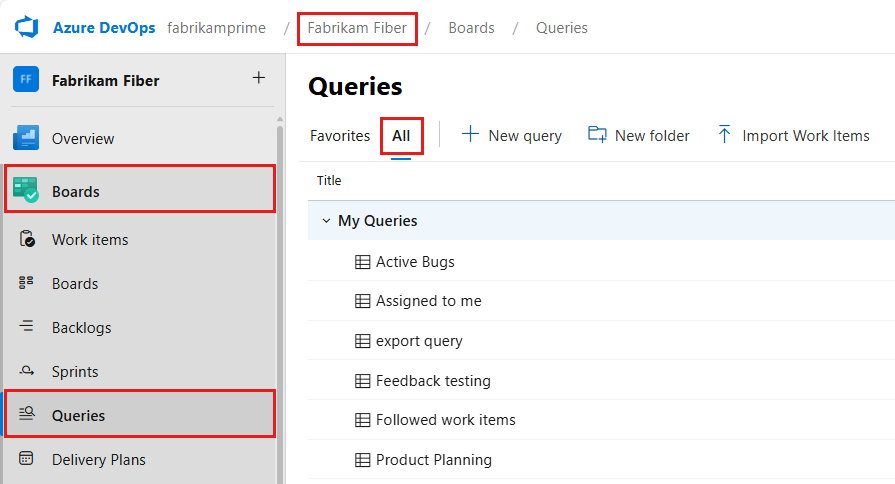 Azure DevOps fabrikamprime / Fabrikam Fiber / Boards / Queries
FF Fabrikam Fiber +
Overview
Boards
Work items
Boards
Backlogs
Sprints
Queries
Delivery Plans
Queries
Favorites All New query New folder Import Work Items
Title
My Queries
Active Bugs
Assigned to me
export query
Feedback testing
Followed work items
Product Planning